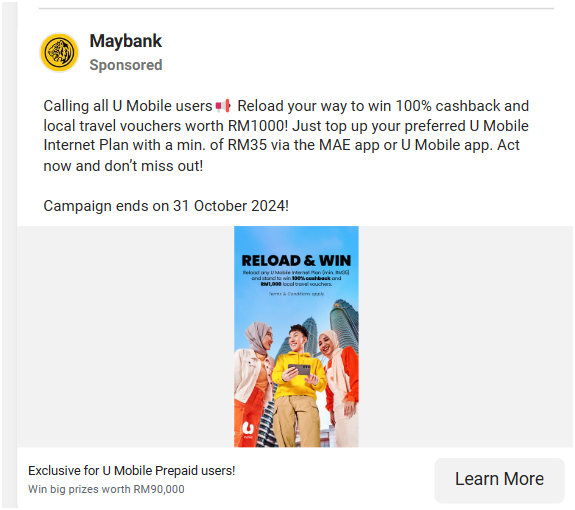 Maybank
Sponsored
Calling all U Mobile users📢 Reload your way to win 100% cashback and
local travel vouchers worth RM1000! Just top up your preferred U Mobile
Internet Plan with a min. of RM35 via the MAE app or U Mobile app. Act
now and don’t miss out!
Campaign ends on 31 October 2024!
RELOAD & WIN
Reload any U Mobile Internet Plan (min. RM35)
and stand to win 100% cashback and
RM1,000 local travel vouchers.
Terms & Conditions apply.
Exclusive for U Mobile Prepaid users!
Win big prizes worth RM90,000
Learn More